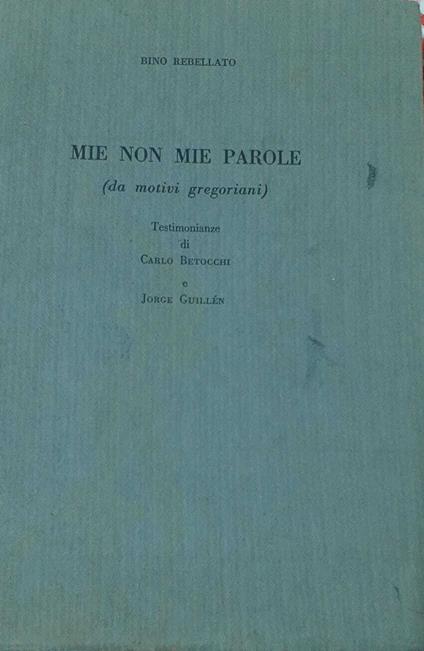 BINO REBELLATO
MIE NON MIE PAROLE
(da motivi gregoriani)
Testimonianze
di
CARLO BETOCCHI
e
JORGE GUILLÉN